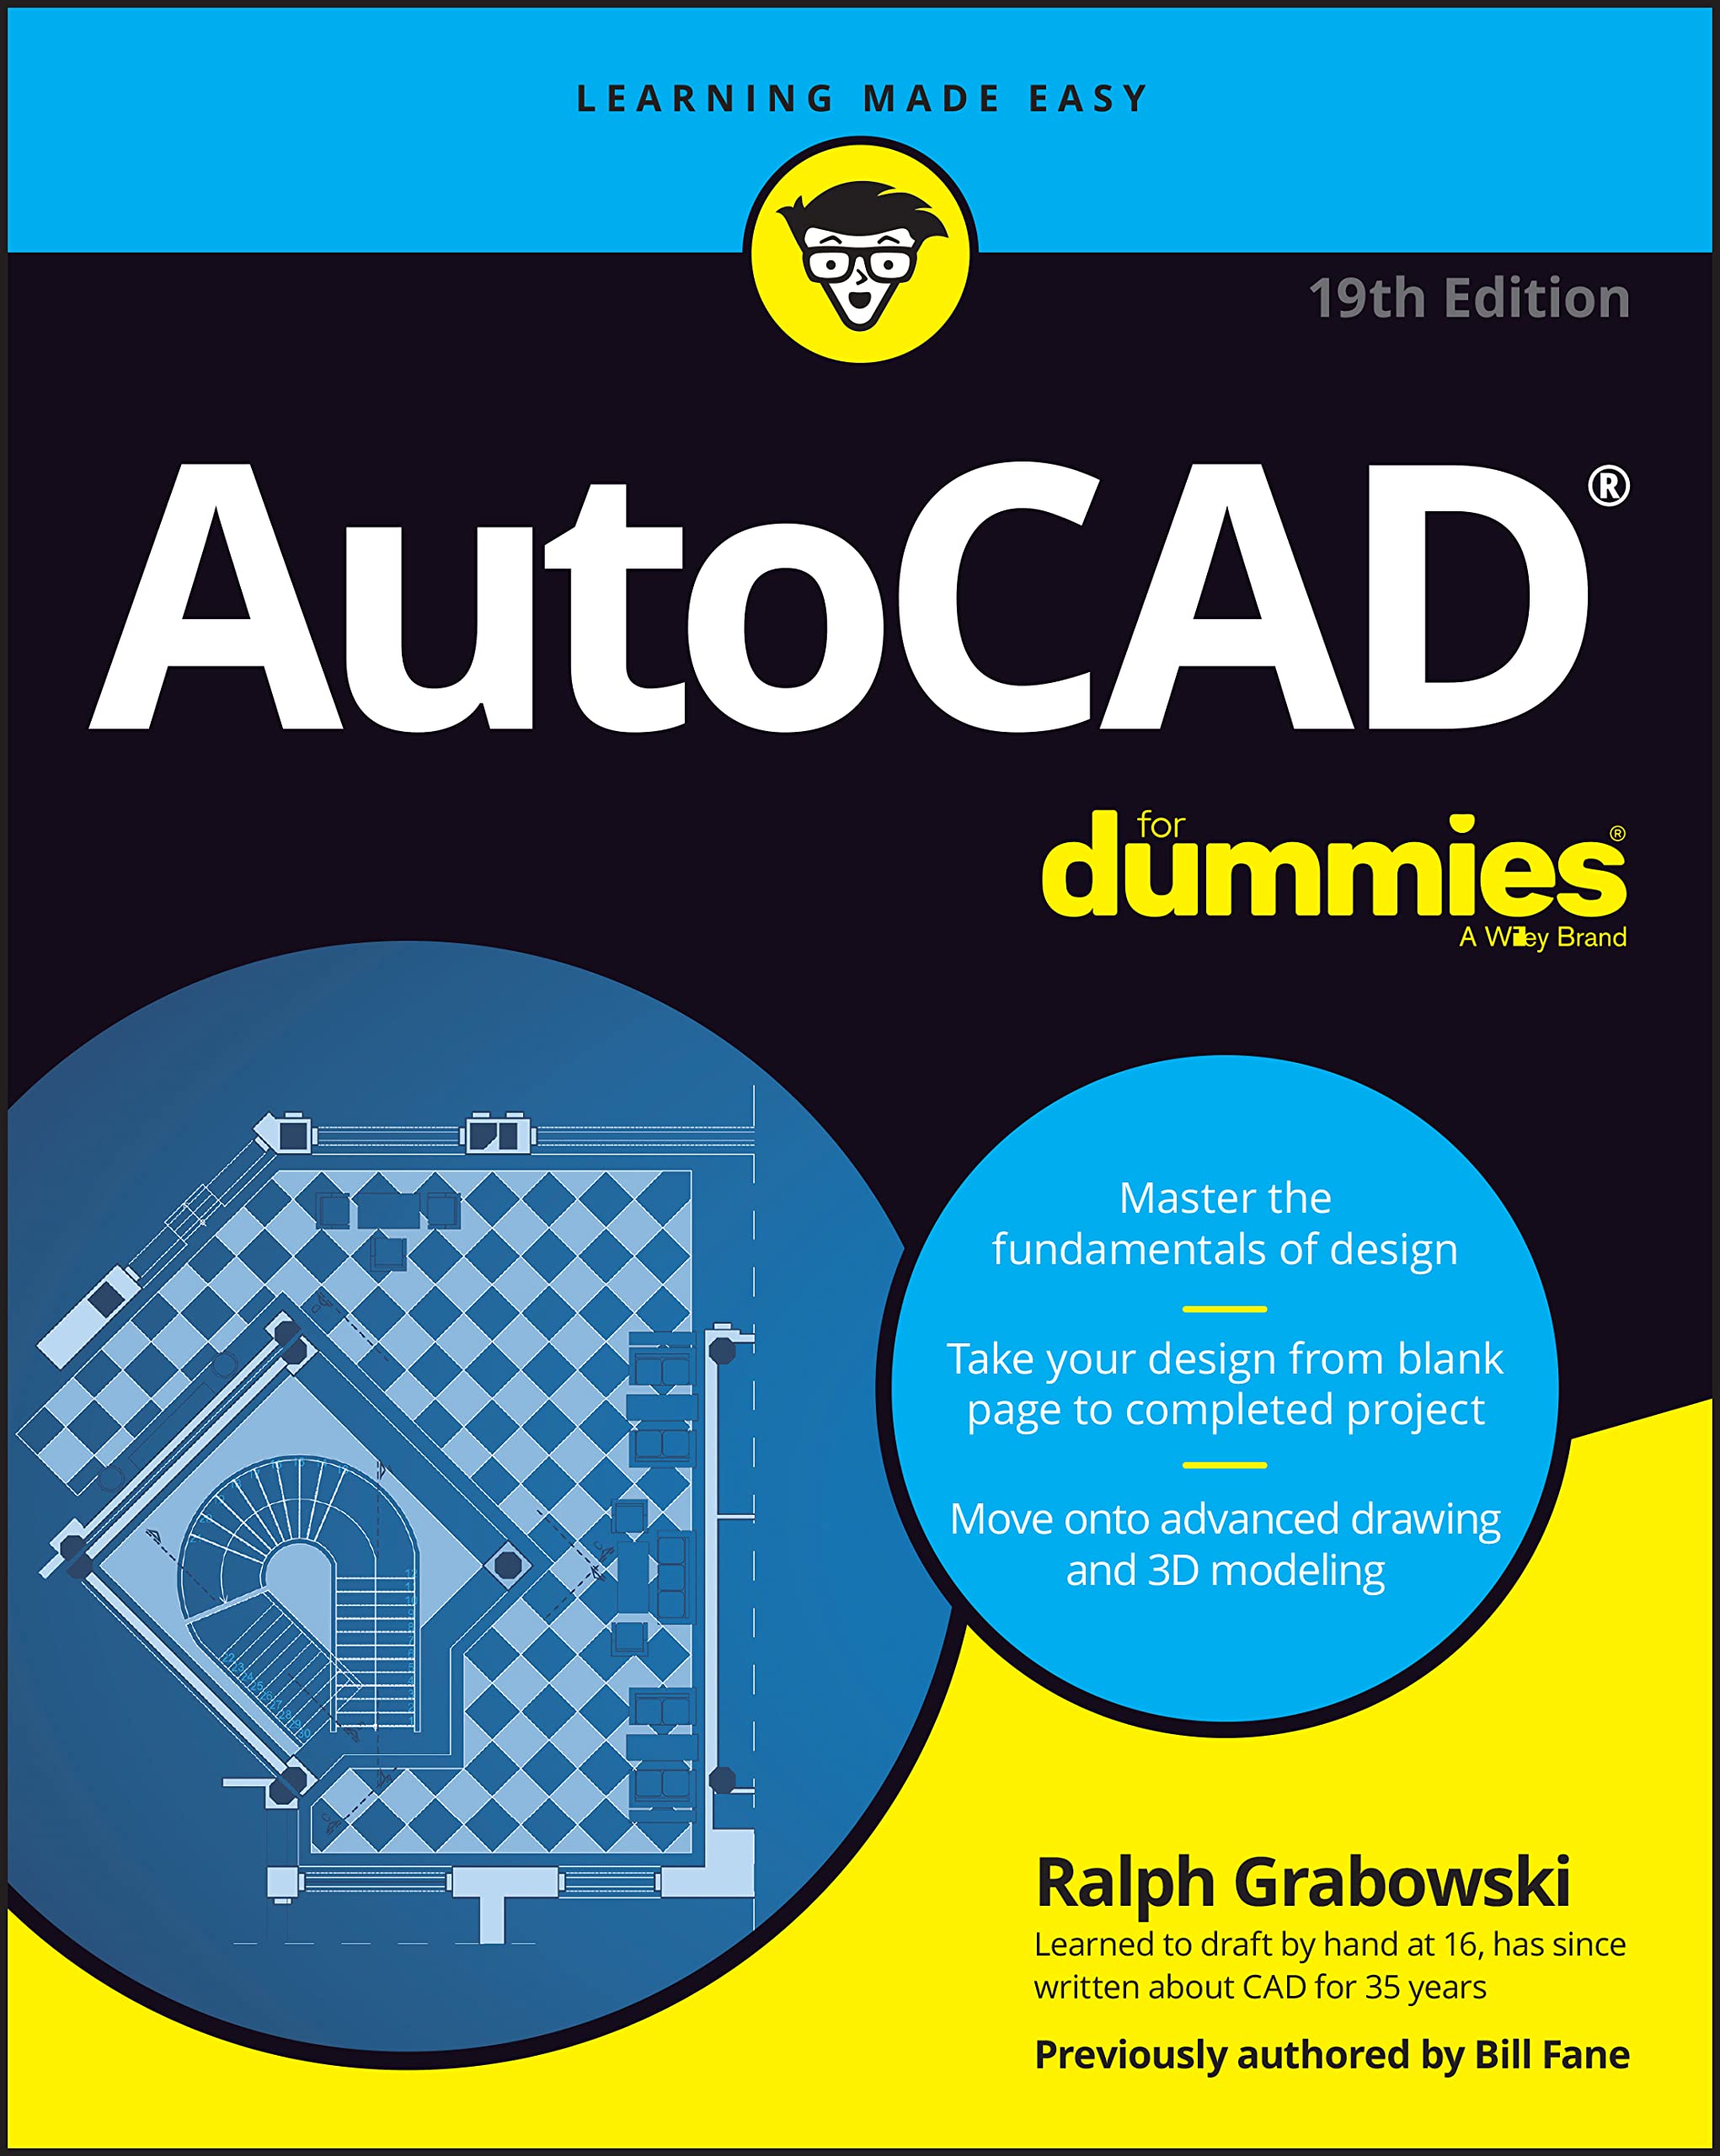 LEARNING MADE EASY
19th Edition
AutoCAD®
for
dummies®
A Wiley Brand
Master the
fundamentals of design
Take your design from blank
page to completed project
Move onto advanced drawing
and 3D modeling
Ralph Grabowski
Learned to draft by hand at 16, has since
written about CAD for 35 years
Previously authored by Bill Fane